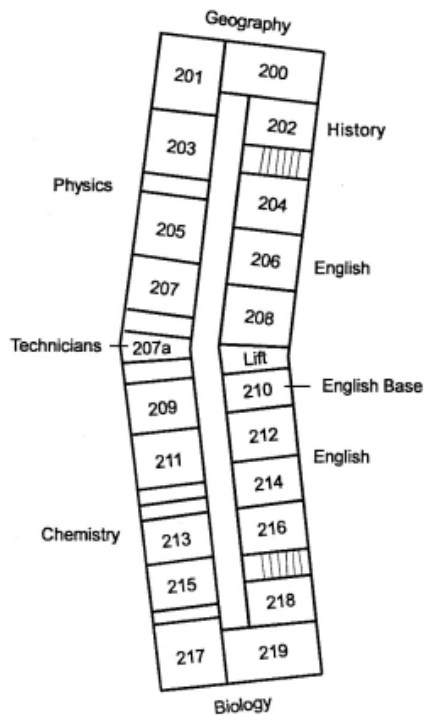 Geography
201
200
202
History
203
Physics
204
205
206
English
207
208
Technicians
207a
Lift
210
English Base
209
212
English
211
214
216
Chemistry
213
215
218
217
219
Biology